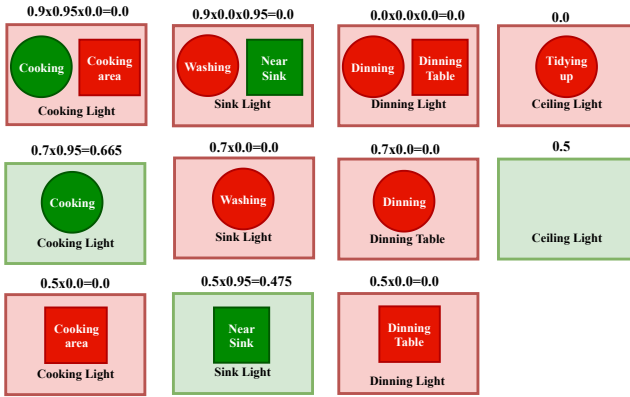 0.9x0.95x0.0=0.0
0.9x0.0x0.95=0.0
0.0x0.0x0.0=0.0
0.0
Cooking
Cooking
area
Cooking Light
Washing
Near
Sink
Sink Light
Dinning
Dinning
Table
Dinning Light
Tidying
up
Ceiling Light
0.7x0.95=0.665
0.7x0.0=0.0
0.7x0.0=0.0
0.5
Cooking
Cooking Light
Washing
Sink Light
Dinning
Dinning Table
Ceiling Light
0.5x0.0=0.0
0.5x0.95=0.475
0.5x0.0=0.0
Cooking
area
Cooking Light
Near
Sink
Sink Light
Dinning
Table
Dinning Light